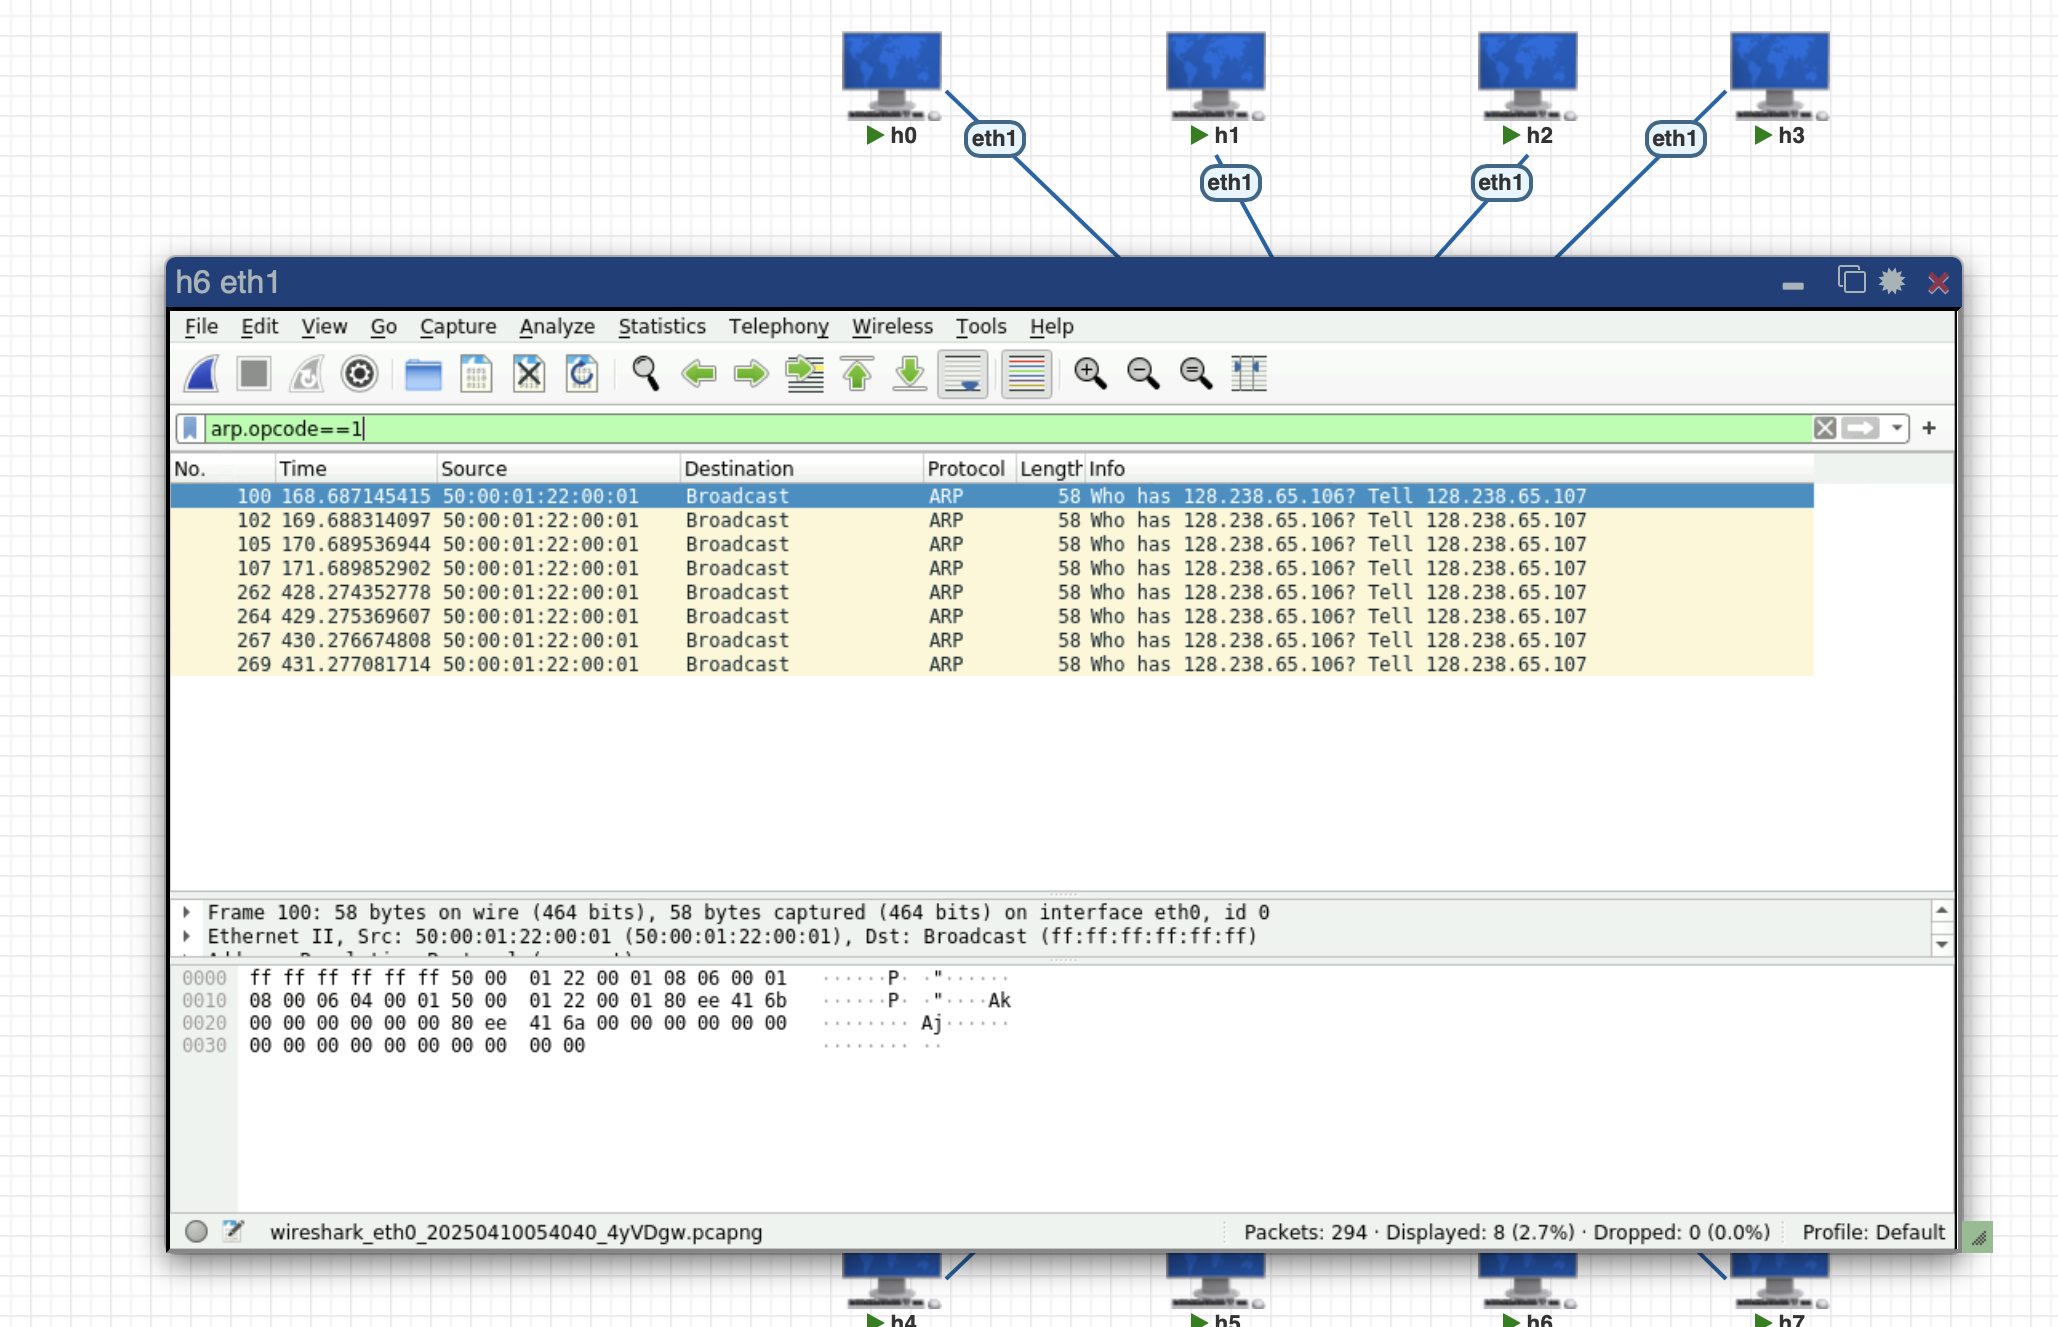 h0
h1
h2
h3
eth1
eth1
eth1
eth1
h6 eth1
File Edit View Go Capture Analyze Statistics Telephony Wireless Tools Help
arp.opcode==1
+
No. Time Source Destination Protocol Length Info
100 168.687145415 50:00:01:22:00:01 Broadcast ARP 58 Who has 128.238.65.106? Tell 128.238.65.107
102 169.688314097 50:00:01:22:00:01 Broadcast ARP 58 Who has 128.238.65.106? Tell 128.238.65.107
105 170.689536944 50:00:01:22:00:01 Broadcast ARP 58 Who has 128.238.65.106? Tell 128.238.65.107
107 171.689852902 50:00:01:22:00:01 Broadcast ARP 58 Who has 128.238.65.106? Tell 128.238.65.107
262 428.274352778 50:00:01:22:00:01 Broadcast ARP 58 Who has 128.238.65.106? Tell 128.238.65.107
264 429.275369607 50:00:01:22:00:01 Broadcast ARP 58 Who has 128.238.65.106? Tell 128.238.65.107
267 430.276674808 50:00:01:22:00:01 Broadcast ARP 58 Who has 128.238.65.106? Tell 128.238.65.107
269 431.277081714 50:00:01:22:00:01 Broadcast ARP 58 Who has 128.238.65.106? Tell 128.238.65.107
Frame 100: 58 bytes on wire (464 bits), 58 bytes captured (464 bits) on interface eth0, id 0
Ethernet II, Src: 50:00:01:22:00:01 (50:00:01:22:00:01), Dst: Broadcast (ff:ff:ff:ff:ff:ff)
0000 ff ff ff ff ff ff 50 00 01 22 00 01 08 06 00 01 ······P· ·"······
0010 08 00 06 04 00 01 50 00 01 22 00 01 80 ee 41 6b ······P· ·"····Ak
0020 00 00 00 00 00 00 80 ee 41 6a 00 00 00 00 00 00 ········ Aj······
0030 00 00 00 00 00 00 00 00 00 00 ········ ··
wireshark_eth0_20250410054040_4yVDgw.pcapng
Packets: 294 · Displayed: 8 (2.7%) · Dropped: 0 (0.0%)
Profile: Default
h4
h5
h6
h7